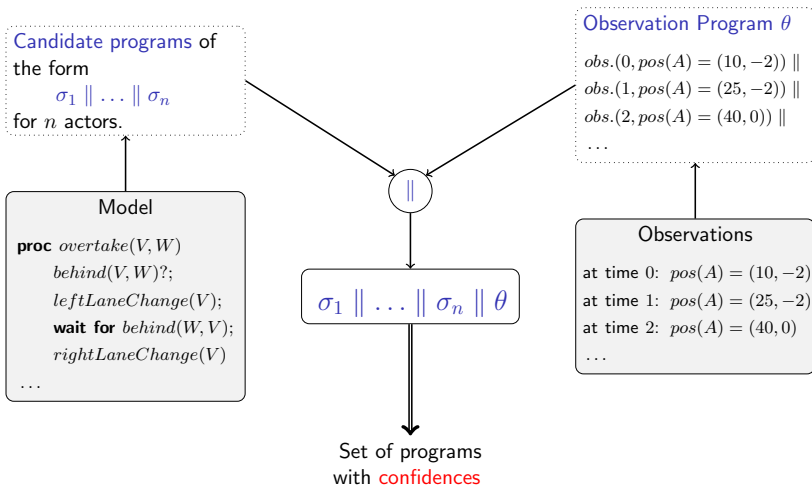 Candidate programs of
the form
σ₁ ∥ … ∥ σₙ
for n actors.
Model
proc overtake(V, W)
behind(V, W)?;
leftLaneChange(V);
wait for behind(W, V);
rightLaneChange(V)
…
∥
σ₁ ∥ … ∥ σₙ ∥ θ
Set of programs
with confidences
Observation Program θ
obs.(0, pos(A) = (10, −2)) ∥
obs.(1, pos(A) = (25, −2)) ∥
obs.(2, pos(A) = (40, 0)) ∥
…
Observations
at time 0: pos(A) = (10, −2)
at time 1: pos(A) = (25, −2)
at time 2: pos(A) = (40, 0)
…